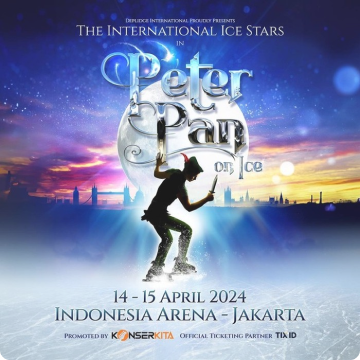 DEPLEDGE INTERNATIONAL PROUDLY PRESENTS
THE INTERNATIONAL ICE STARS
IN
Peter
Pan
on Ice
14 - 15 APRIL 2024
INDONESIA ARENA - JAKARTA
PROMOTED BY KONSERKITA OFFICIAL TICKETING PARTNER TIX ID